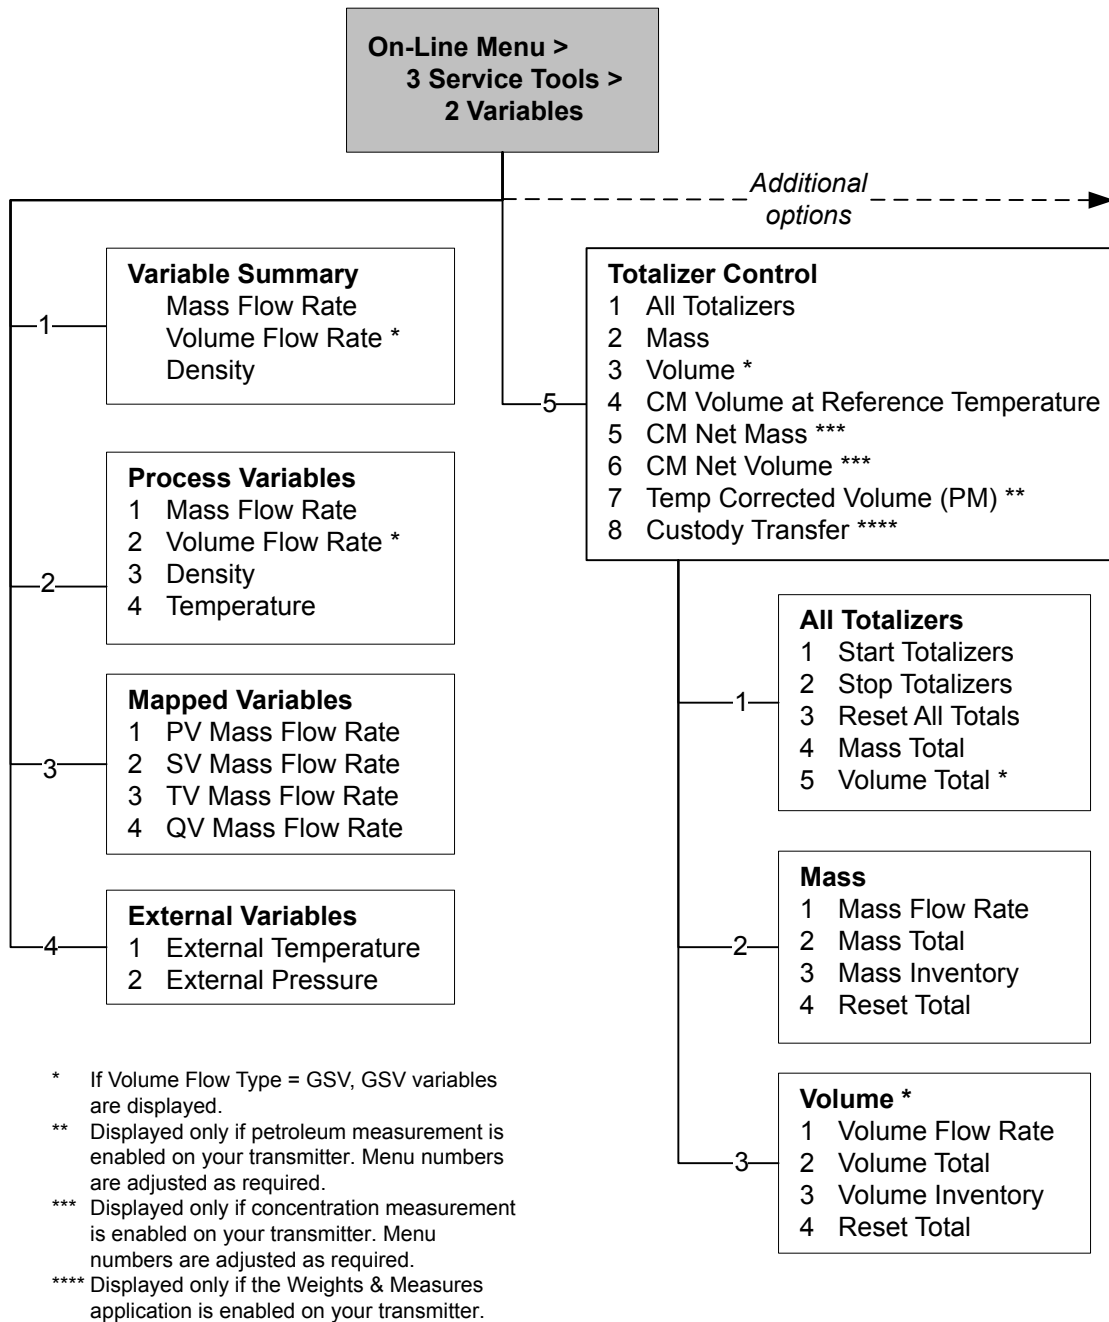 On-Line Menu >
3 Service Tools >
2 Variables
Additional
options
1
Variable Summary
Mass Flow Rate
Volume Flow Rate *
Density
2
Process Variables
1 Mass Flow Rate
2 Volume Flow Rate *
3 Density
4 Temperature
3
Mapped Variables
1 PV Mass Flow Rate
2 SV Mass Flow Rate
3 TV Mass Flow Rate
4 QV Mass Flow Rate
4
External Variables
1 External Temperature
2 External Pressure
5
Totalizer Control
1 All Totalizers
2 Mass
3 Volume *
4 CM Volume at Reference Temperature
5 CM Net Mass ***
6 CM Net Volume ***
7 Temp Corrected Volume (PM) **
8 Custody Transfer ****
1
All Totalizers
1 Start Totalizers
2 Stop Totalizers
3 Reset All Totals
4 Mass Total
5 Volume Total *
2
Mass
1 Mass Flow Rate
2 Mass Total
3 Mass Inventory
4 Reset Total
3
Volume *
1 Volume Flow Rate
2 Volume Total
3 Volume Inventory
4 Reset Total
* If Volume Flow Type = GSV, GSV variables
are displayed.
** Displayed only if petroleum measurement is
enabled on your transmitter. Menu numbers
are adjusted as required.
*** Displayed only if concentration measurement
is enabled on your transmitter. Menu
numbers are adjusted as required.
**** Displayed only if the Weights & Measures
application is enabled on your transmitter.